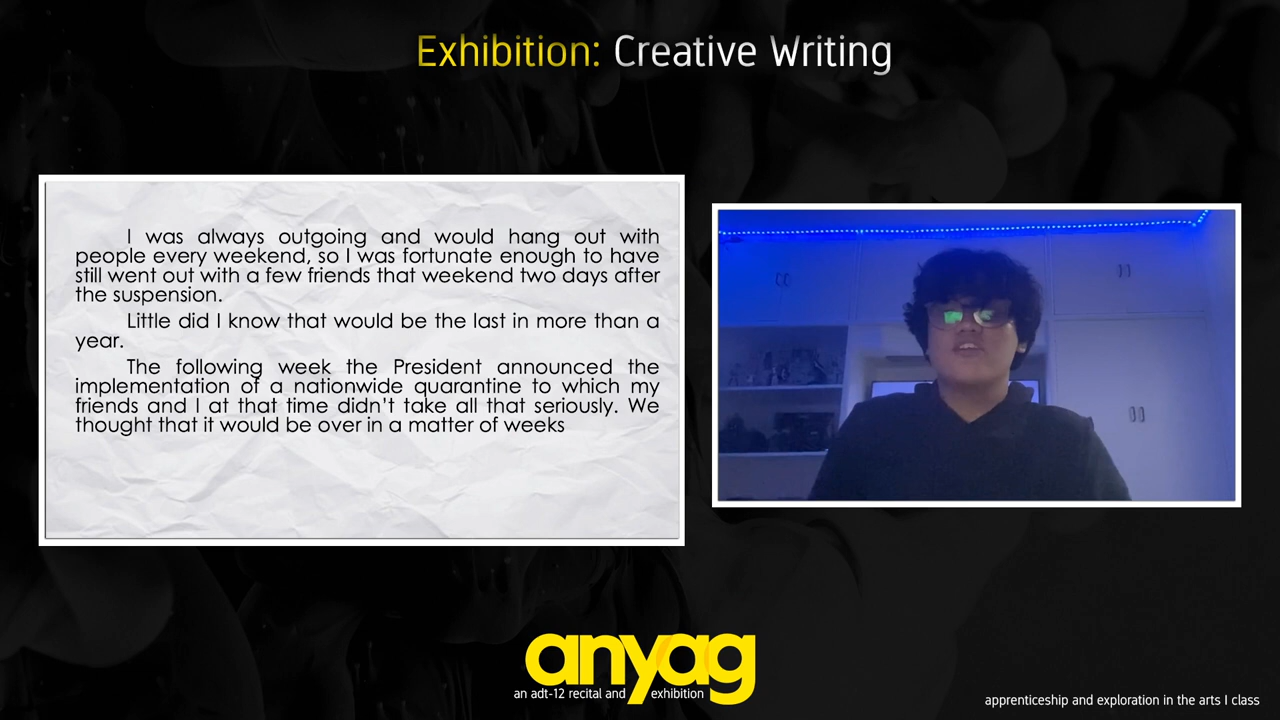 Exhibition: Creative Writing
I was always outgoing and would hang out with
people every weekend, so I was fortunate enough to have
still went out with a few friends that weekend two days after
the suspension.
Little did I know that would be the last in more than a
year.
The following week the President announced the
implementation of a nationwide quarantine to which my
friends and I at that time didn't take all that seriously. We
thought that it would be over in a matter of weeks
anyag
an adt-12 recital and exhibition
apprenticeship and exploration in the arts I class